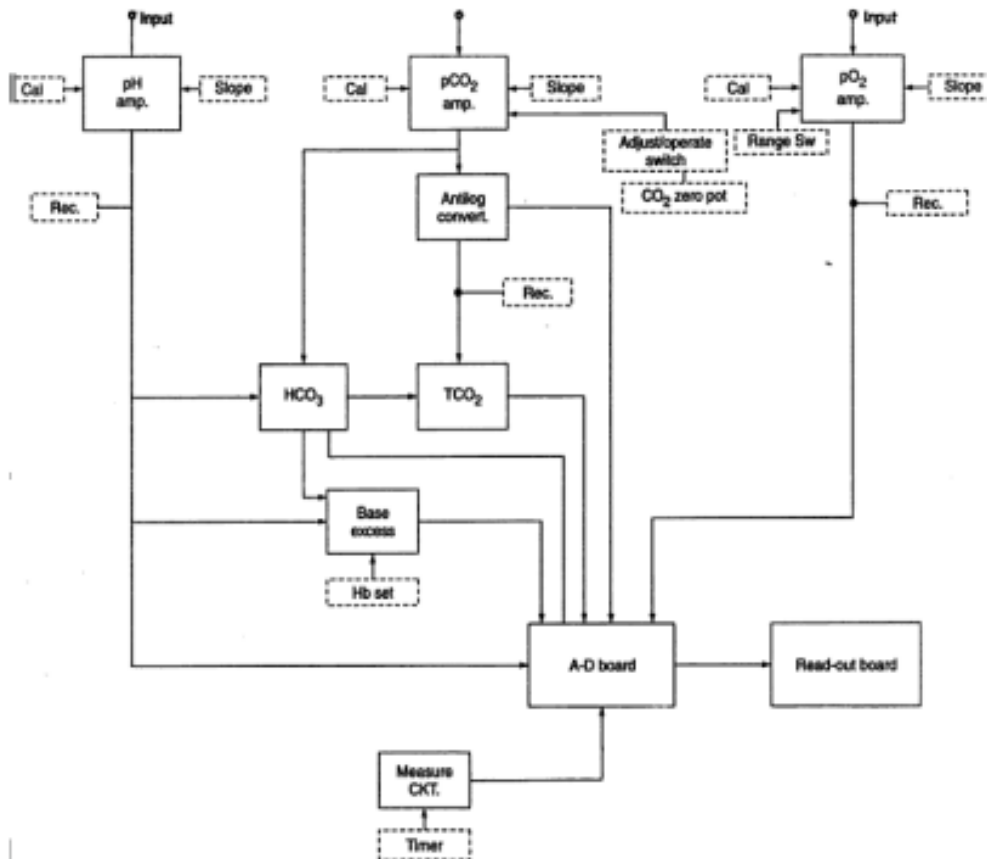 Input
Input
Cal
pH
amp.
Slope
Cal
pCO₂
amp.
Slope
Cal
pO₂
amp.
Slope
Adjust/operate
switch
Range Sw
CO₂ zero pot
Rec.
Antilog
convert.
Rec.
Rec.
HCO₃
TCO₂
Base
excess
Hb set
A-D board
Read-out board
Measure
CKT.
Timer